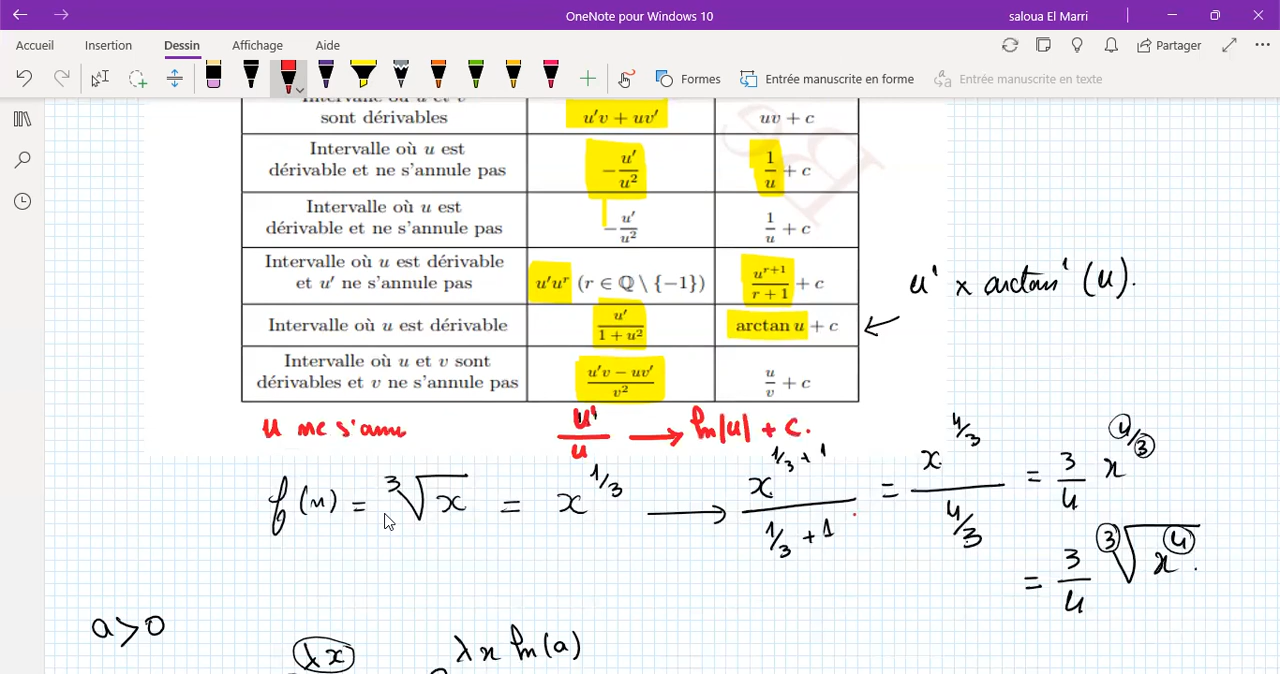 OneNote pour Windows 10
saloua El Marri
Accueil Insertion Dessin Affichage Aide
Partager
Formes Entrée manuscrite en forme Entrée manuscrite en texte
sont dérivables u'v + uv' uv + c
Intervalle où u est
dérivable et ne s'annule pas -u'/u² 1/u + c
Intervalle où u est
dérivable et ne s'annule pas -u'/u² 1/u + c
Intervalle où u est dérivable
et u' ne s'annule pas u'uʳ (r ∈ ℚ \ {-1}) uʳ⁺¹/(r + 1) + c
u' × arctan' (u).
Intervalle où u est dérivable u'/(1 + u²) arctan u + c
Intervalle où u et v sont
dérivables et v ne s'annule pas (u'v - uv')/v² u/v + c
u ne s'annu u'/u → ln|u| + c.
f(x) = ³√x = x^(1/3) → x^(1/3 + 1)/(1/3 + 1) = x^(4/3)/(4/3) = 3/4 x^(4/3)
= 3/4 ³√x⁴.
a > 0
λx λx ln(a)